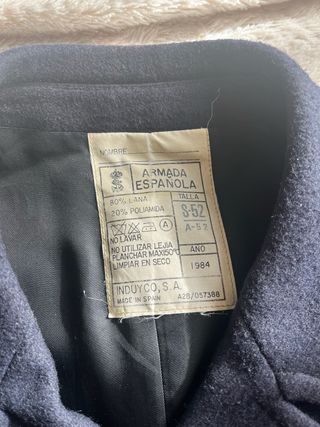 NOMBRE
ARMADA
ESPAÑOLA
80% LANA
20% POLIAMIDA
TALLA
S-52
A-52
A
NO LAVAR
NO UTILIZAR LEJIA
PLANCHAR MAX150°C
LIMPIAR EN SECO
AÑO
1984
INDUYCO, S.A.
MADE IN SPAIN
A2B/057388